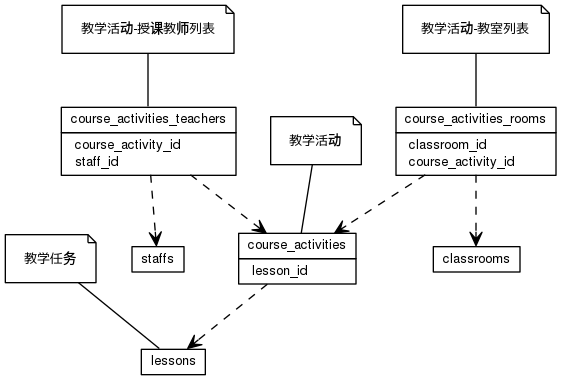 教学活动-授课教师列表
教学活动-教室列表
course_activities_teachers
course_activity_id
staff_id
course_activities_rooms
classroom_id
course_activity_id
教学活动
教学任务
staffs
course_activities
lesson_id
classrooms
lessons